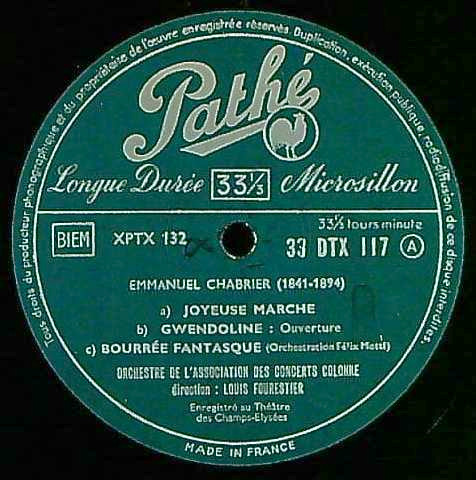 Tous droits du producteur phonographique et du propriétaire de l'œuvre enregistrée réservés. Duplication, exécution publique, radiodiffusion de ce disque interdites.
Pathé
Longue Durée 33⅓ Microsillon
33⅓ tours minute
BIEM XPTX 132 33 DTX 117 A
EMMANUEL CHABRIER (1841-1894)
a) JOYEUSE MARCHE
b) GWENDOLINE : Ouverture
c) BOURRÉE FANTASQUE (Orchestration Félix Mottl)
ORCHESTRE DE L'ASSOCIATION DES CONCERTS COLONNE
direction : LOUIS FOURESTIER
Enregistré au Théâtre
des Champs-Elysées
MADE IN FRANCE